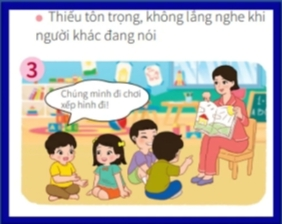 Thiếu tôn trọng, không lắng nghe khi
người khác đang nói
3
Chúng mình đi chơi
xếp hình đi!